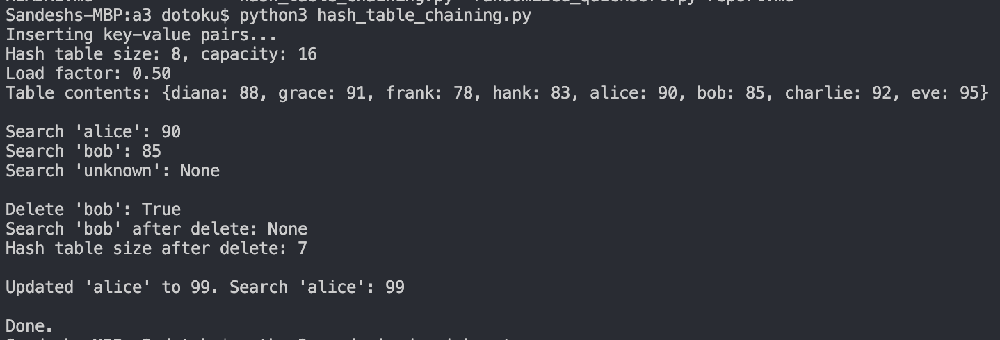 Sandeshs-MBP:a3 dotoku$ python3 hash_table_chaining.py
Inserting key-value pairs...
Hash table size: 8, capacity: 16
Load factor: 0.50
Table contents: {diana: 88, grace: 91, frank: 78, hank: 83, alice: 90, bob: 85, charlie: 92, eve: 95}
Search 'alice': 90
Search 'bob': 85
Search 'unknown': None
Delete 'bob': True
Search 'bob' after delete: None
Hash table size after delete: 7
Updated 'alice' to 99. Search 'alice': 99
Done.